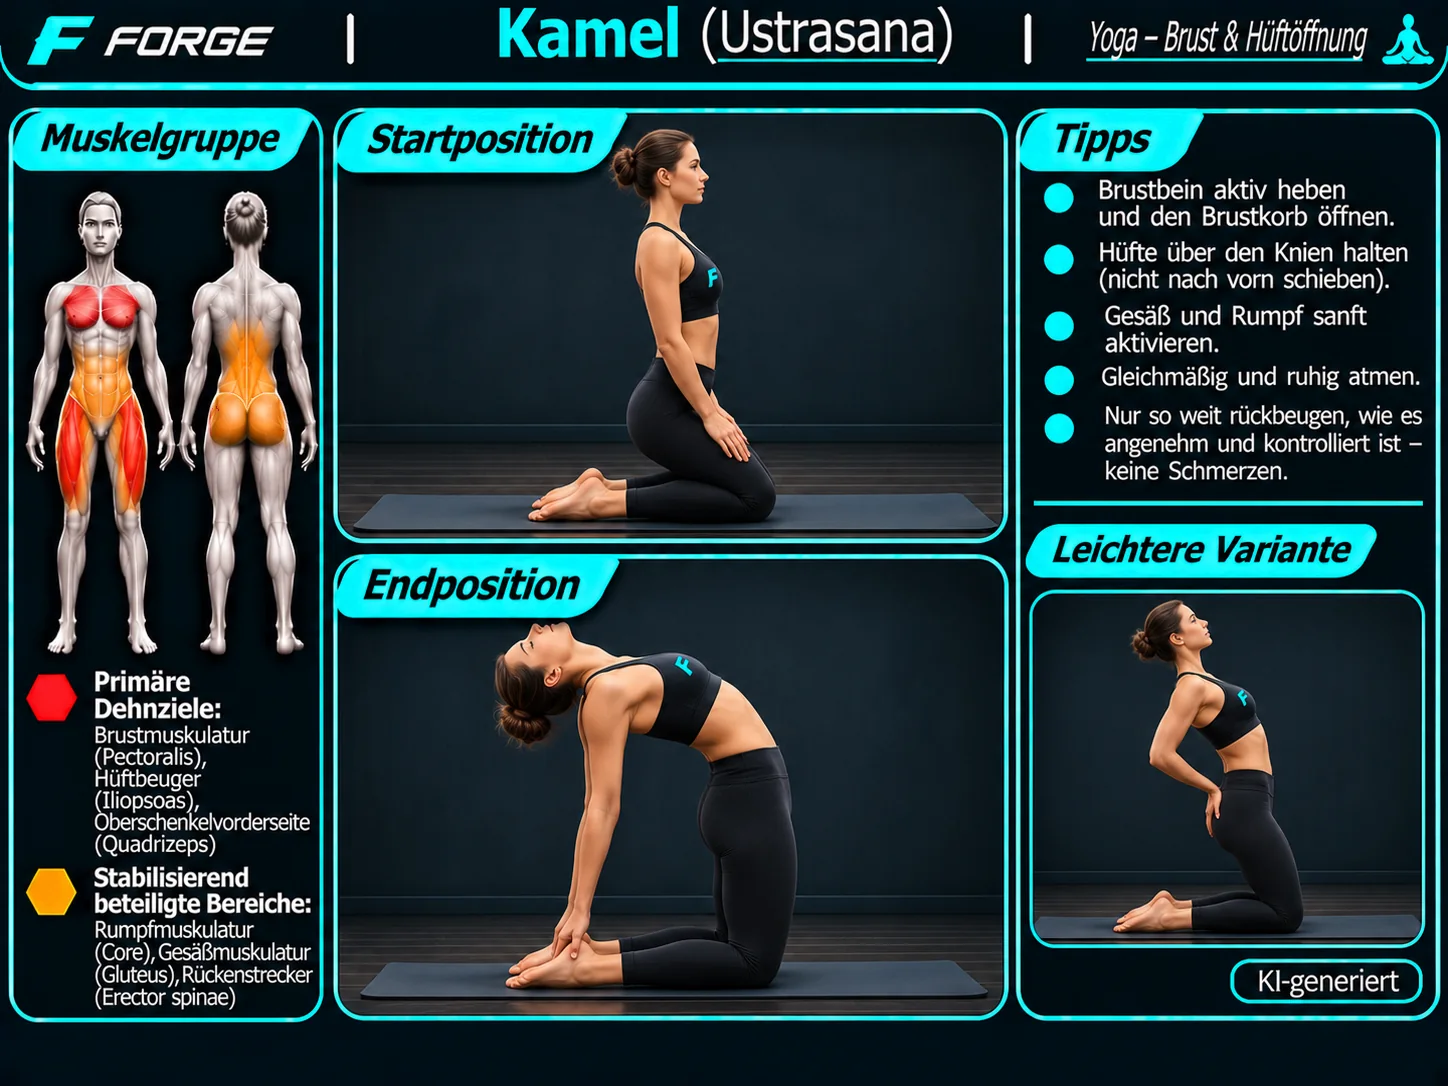 FORGE
Kamel (Ustrasana)
Yoga – Brust & Hüftöffnung
Muskelgruppe
Primäre
Dehnziele:
Brustmuskulatur
(Pectoralis),
Hüftbeuger
(Iliopsoas),
Oberschenkelvorderseite
(Quadrizeps)
Stabilisierend
beteiligte Bereiche:
Rumpfmuskulatur
(Core), Gesäßmuskulatur
(Gluteus), Rückenstrecker
(Erector spinae)
Startposition
F
Endposition
F
Tipps
Brustbein aktiv heben
und den Brustkorb öffnen.
Hüfte über den Knien halten
(nicht nach vorn schieben).
Gesäß und Rumpf sanft
aktivieren.
Gleichmäßig und ruhig atmen.
Nur so weit rückbeugen, wie es
angenehm und kontrolliert ist –
keine Schmerzen.
Leichtere Variante
F
KI-generiert